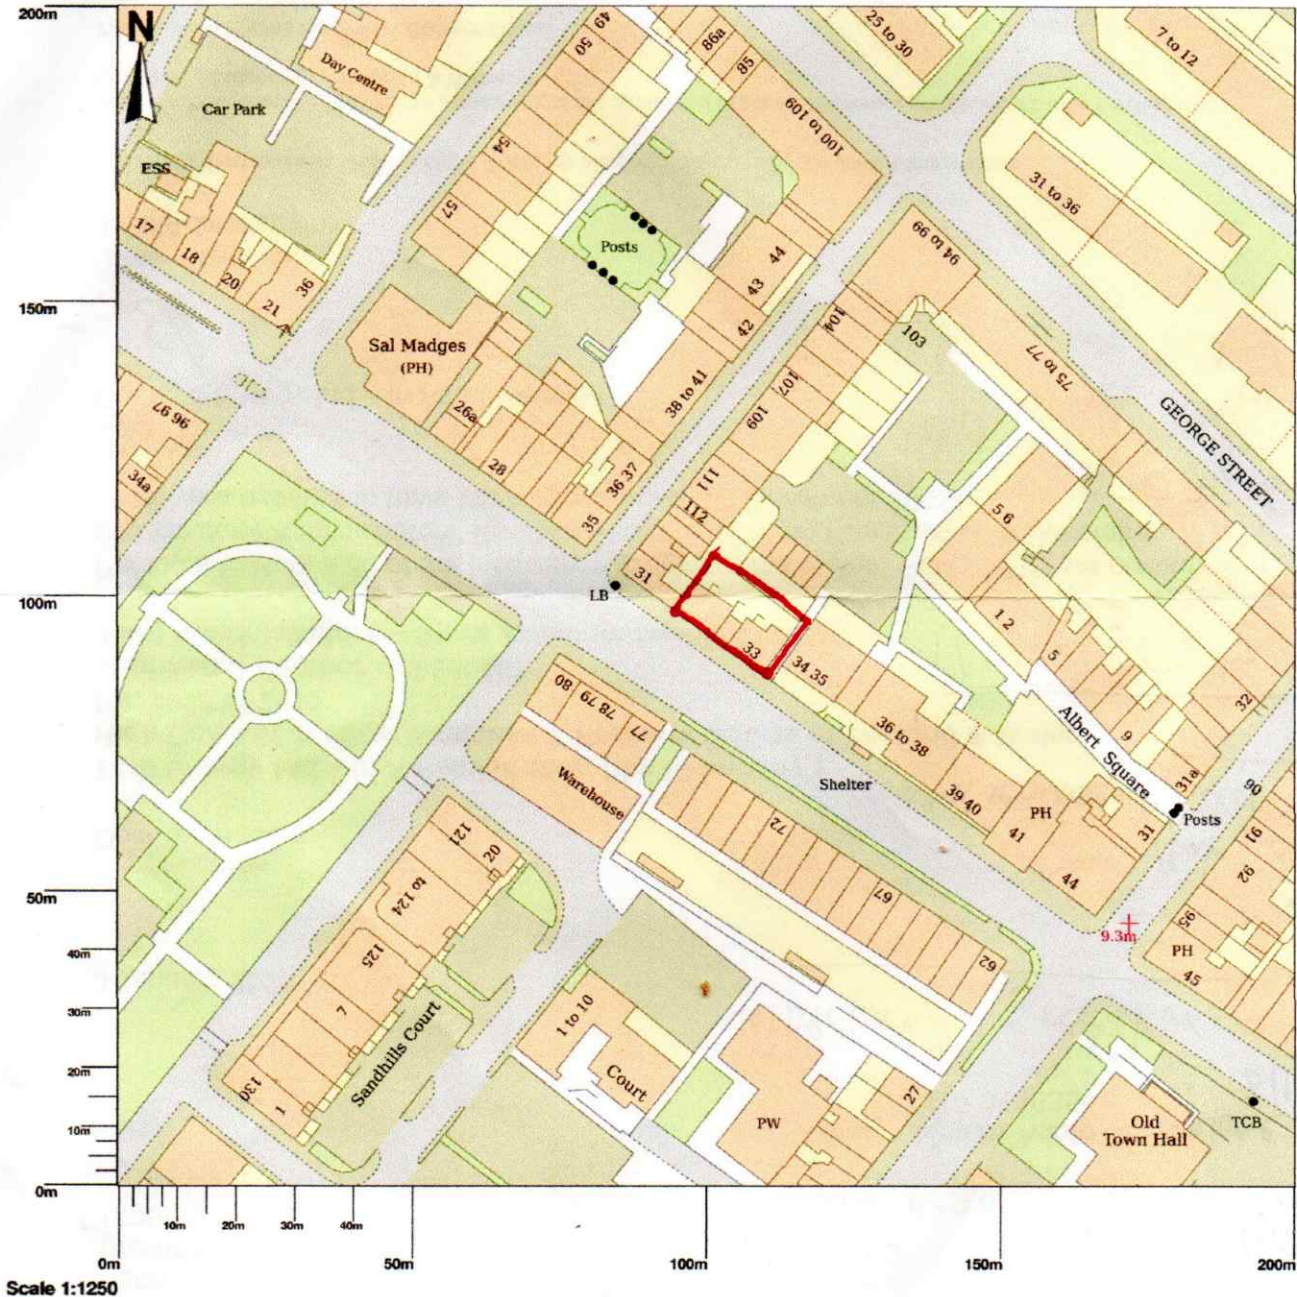 200m
N
49
50
86a
85
25 to 30
7 to 12
Day Centre
Car Park
100 to 109
54
ESS
31 to 36
17
57
18
Posts
94 to 99
20
44
21
36
43
150m
42
104
Sal Madges
(PH)
103
75 to 77
38 to 41
107
96 97
26a
109
GEORGE STREET
28
34a
111
36 37
112
35
5 6
31
LB
100m
1 2
33
34 35
5
32
80
78 79
77
36 to 38
9
Albert Square
Warehouse
Shelter
31a
90
39 40
PH
Posts
72
41
31
91
121
20
44
92
50m
to 124
67
95
9.3m
40m
125
62
PH
45
30m
7
1 to 10
Sandhills Court
20m
Court
27
130
1
PW
Old
Town Hall
TCB
10m
0m
10m
20m
30m
40m
0m
50m
100m
150m
200m
Scale 1:1250